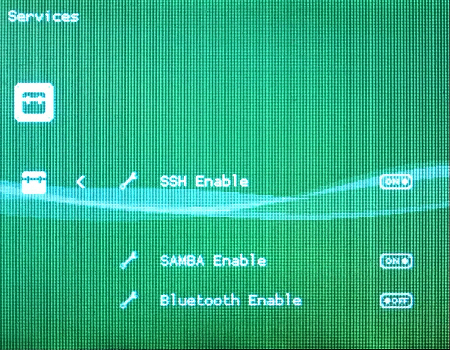 Services
SSH Enable ON
SAMBA Enable ON
Bluetooth Enable OFF